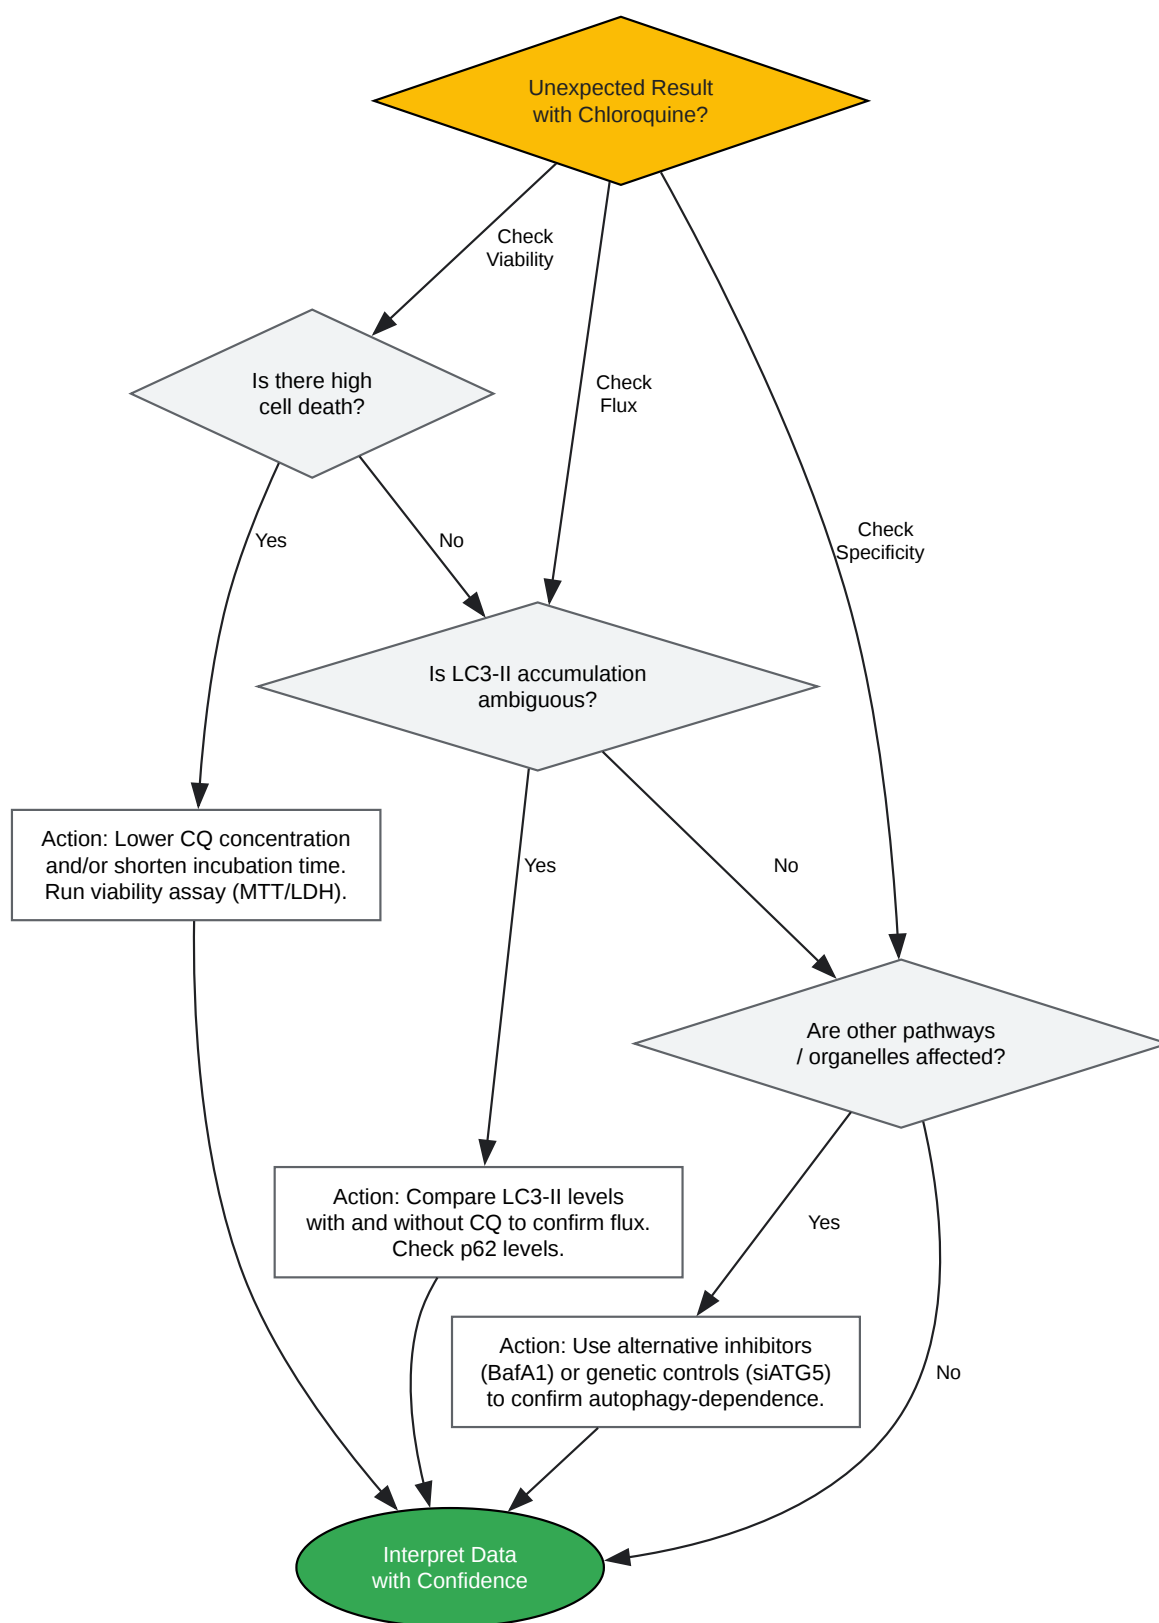 Unexpected Result
with Chloroquine?
Check
Viability
Is there high
cell death?
Check
Flux
Check
Specificity
Yes
No
Is LC3-II accumulation
ambiguous?
Action: Lower CQ concentration
and/or shorten incubation time.
Run viability assay (MTT/LDH).
Yes
No
Are other pathways
/ organelles affected?
Action: Compare LC3-II levels
with and without CQ to confirm flux.
Check p62 levels.
Yes
Action: Use alternative inhibitors
(BafA1) or genetic controls (siATG5)
to confirm autophagy-dependence.
No
Interpret Data
with Confidence